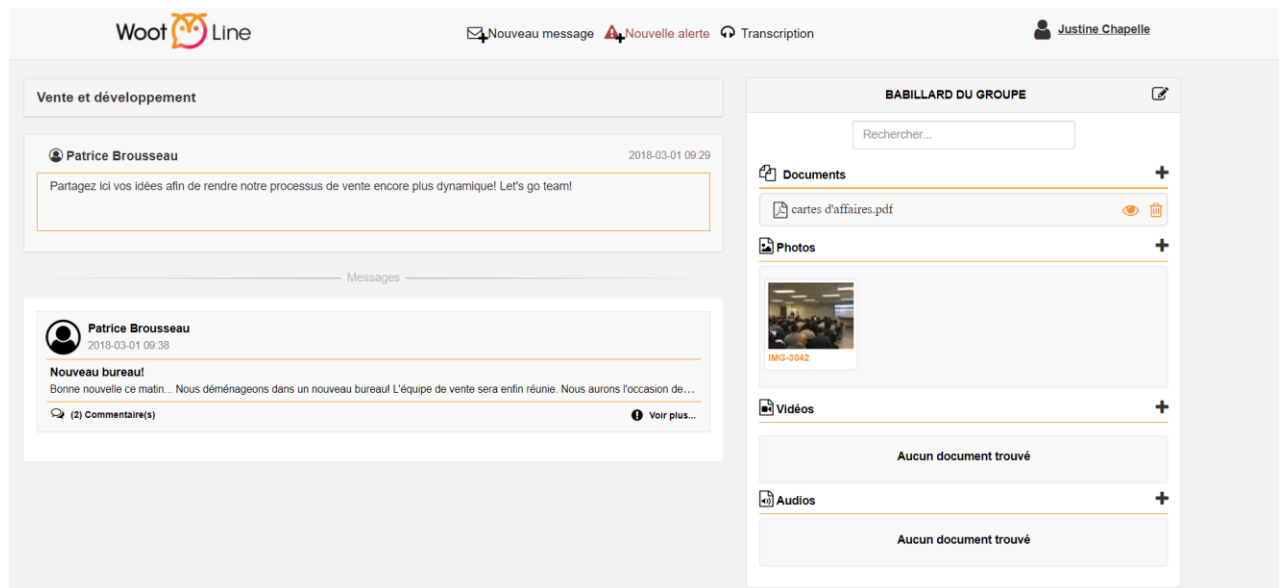 Woot Line
Nouveau message Nouvelle alerte Transcription
Justine Chapelle
Vente et développement
Patrice Brousseau 2018-03-01 09:29
Partagez ici vos idées afin de rendre notre processus de vente encore plus dynamique! Let's go team!
Messages
Patrice Brousseau
2018-03-01 09:38
Nouveau bureau!
Bonne nouvelle ce matin... Nous déménageons dans un nouveau bureau! L'équipe de vente sera enfin réunie. Nous aurons l'occasion de...
(2) Commentaire(s) Voir plus...
BABILLARD DU GROUPE
Rechercher...
Documents
cartes d'affaires.pdf
Photos
IMG-3042
Vidéos
Aucun document trouvé
Audios
Aucun document trouvé